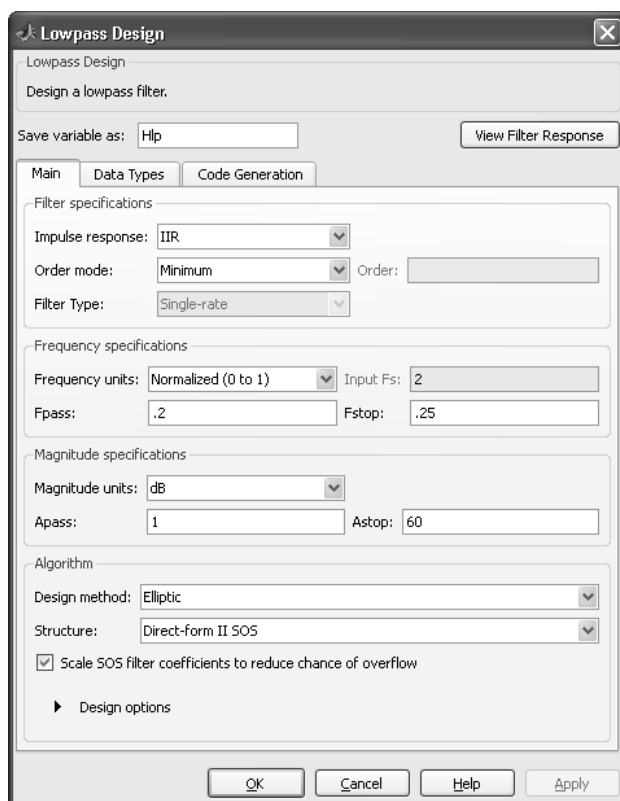 Lowpass Design
Lowpass Design
Design a lowpass filter.
Save variable as: Hlp View Filter Response
Main Data Types Code Generation
Filter specifications
Impulse response: IIR
Order mode: Minimum Order:
Filter Type: Single-rate
Frequency specifications
Frequency units: Normalized (0 to 1) Input Fs: 2
Fpass: .2 Fstop: .25
Magnitude specifications
Magnitude units: dB
Apass: 1 Astop: 60
Algorithm
Design method: Elliptic
Structure: Direct-form II SOS
Scale SOS filter coefficients to reduce chance of overflow
Design options
OK Cancel Help Apply